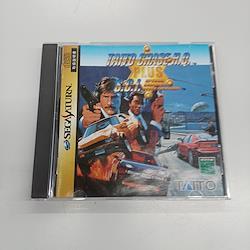 TAITO CHASE H.Q.
PLUS
S.C.I.
SEGA SATURN
TAITO